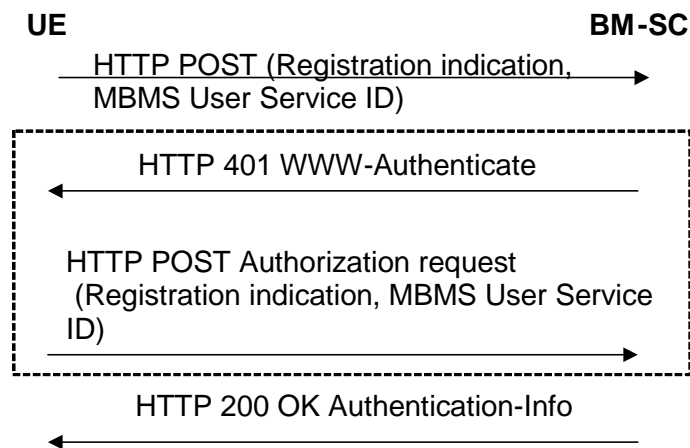 UE
BM-SC
HTTP POST (Registration indication,
MBMS User Service ID)
HTTP 401 WWW-Authenticate
HTTP POST Authorization request
(Registration indication, MBMS User Service
ID)
HTTP 200 OK Authentication-Info